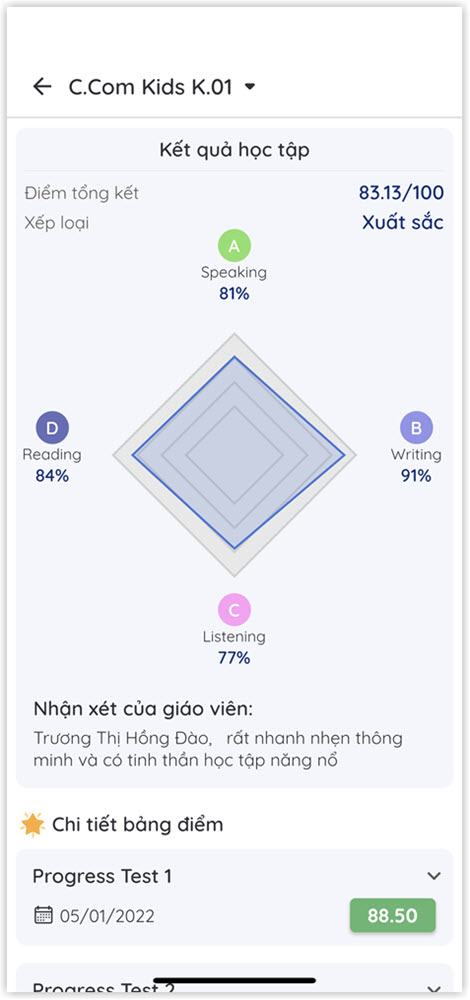 C.Com Kids K.01
Kết quả học tập
Điểm tổng kết 83.13/100
Xếp loại Xuất sắc
A
Speaking
81%
D
Reading
84%
B
Writing
91%
C
Listening
77%
Nhận xét của giáo viên:
Trương Thị Hồng Đào, rất nhanh nhẹn thông
minh và có tinh thần học tập năng nổ
Chi tiết bảng điểm
Progress Test 1
05/01/2022 88.50
Progress Test 2